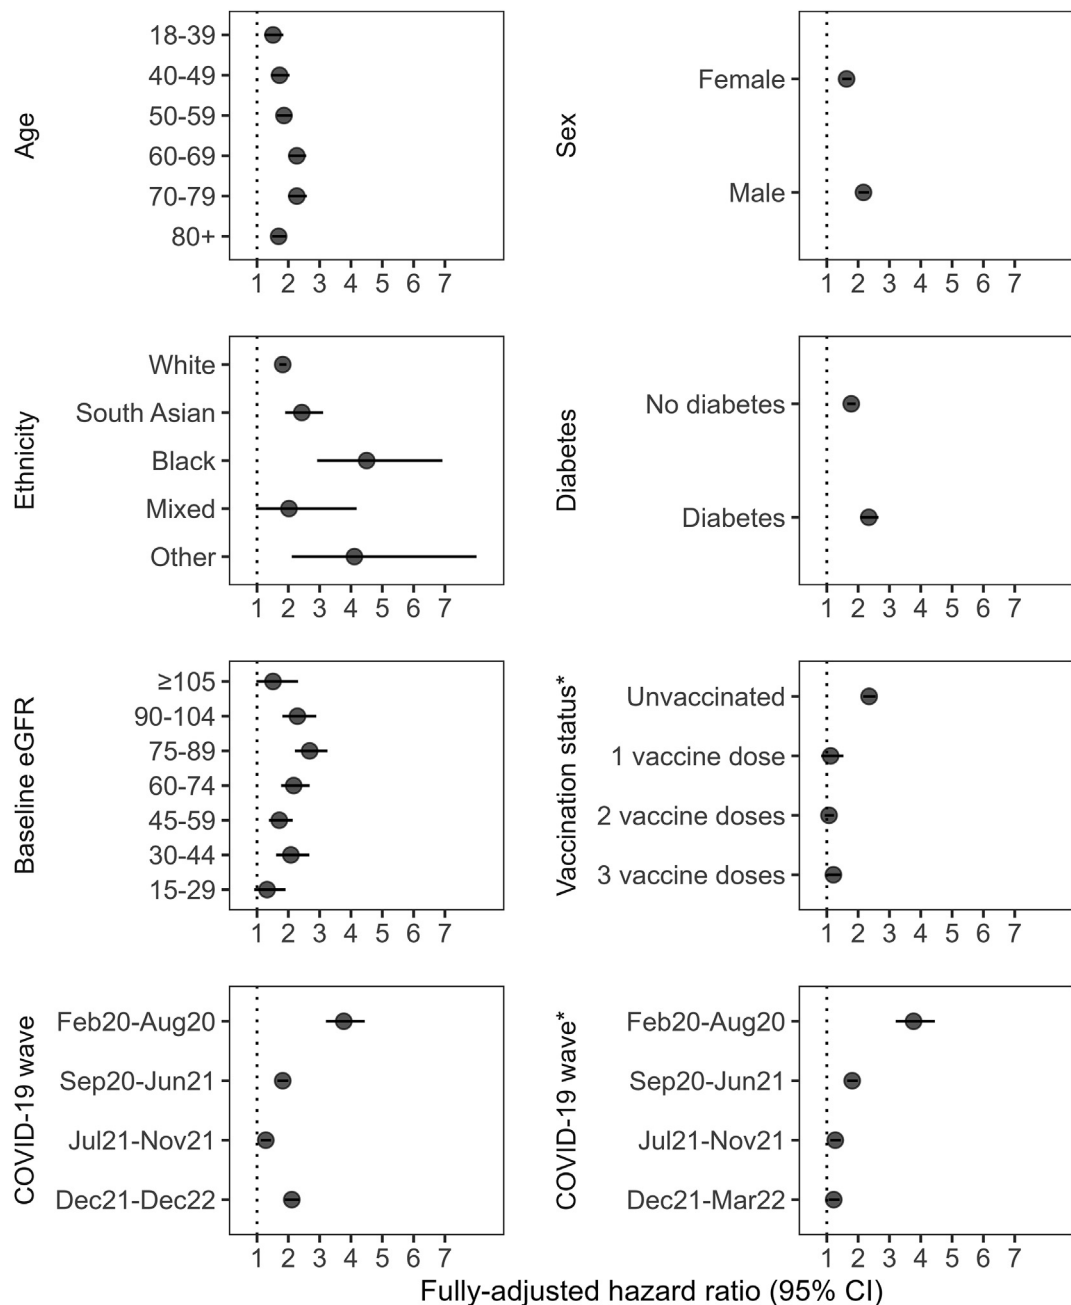 Age
18-39
40-49
50-59
60-69
70-79
80+
1 2 3 4 5 6 7
Sex
Female
Male
1 2 3 4 5 6 7
Ethnicity
White
South Asian
Black
Mixed
Other
1 2 3 4 5 6 7
Diabetes
No diabetes
Diabetes
1 2 3 4 5 6 7
Baseline eGFR
≥105
90-104
75-89
60-74
45-59
30-44
15-29
1 2 3 4 5 6 7
Vaccination status*
Unvaccinated
1 vaccine dose
2 vaccine doses
3 vaccine doses
1 2 3 4 5 6 7
COVID-19 wave
Feb20-Aug20
Sep20-Jun21
Jul21-Nov21
Dec21-Dec22
1 2 3 4 5 6 7
COVID-19 wave*
Feb20-Aug20
Sep20-Jun21
Jul21-Nov21
Dec21-Mar22
1 2 3 4 5 6 7
Fully-adjusted hazard ratio (95% CI)